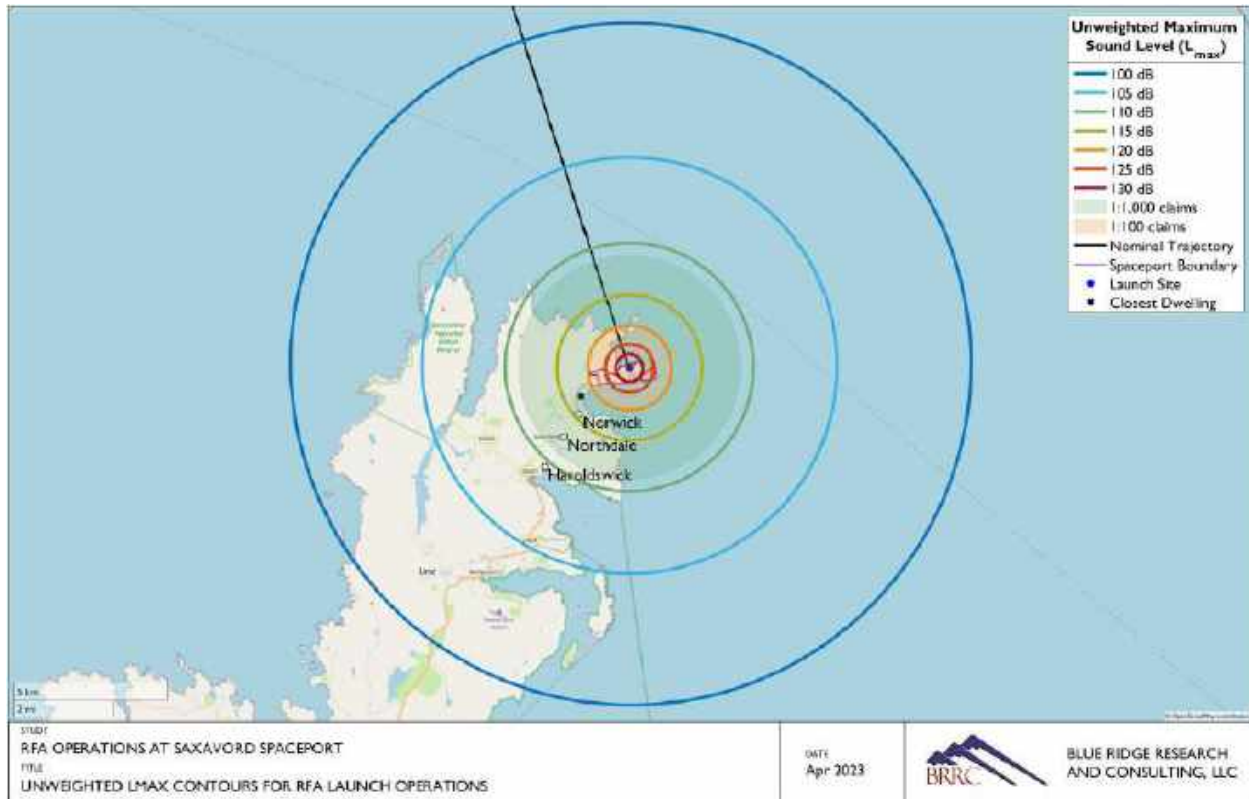 Unweighted Maximum
Sound Level (Lmax)
100 dB
105 dB
110 dB
115 dB
120 dB
125 dB
130 dB
1:1,000 claims
1:100 claims
Nominal Trajectory
Spaceport Boundary
Launch Site
Closest Dwelling
Norwick
Northdale
Haroldswick
Unst
5 km
2 mi
STUDY
RFA OPERATIONS AT SAXAVORD SPACEPORT
TITLE
UNWEIGHTED LMAX CONTOURS FOR RFA LAUNCH OPERATIONS
DATE
Apr 2023
BRRC
BLUE RIDGE RESEARCH
AND CONSULTING, LLC